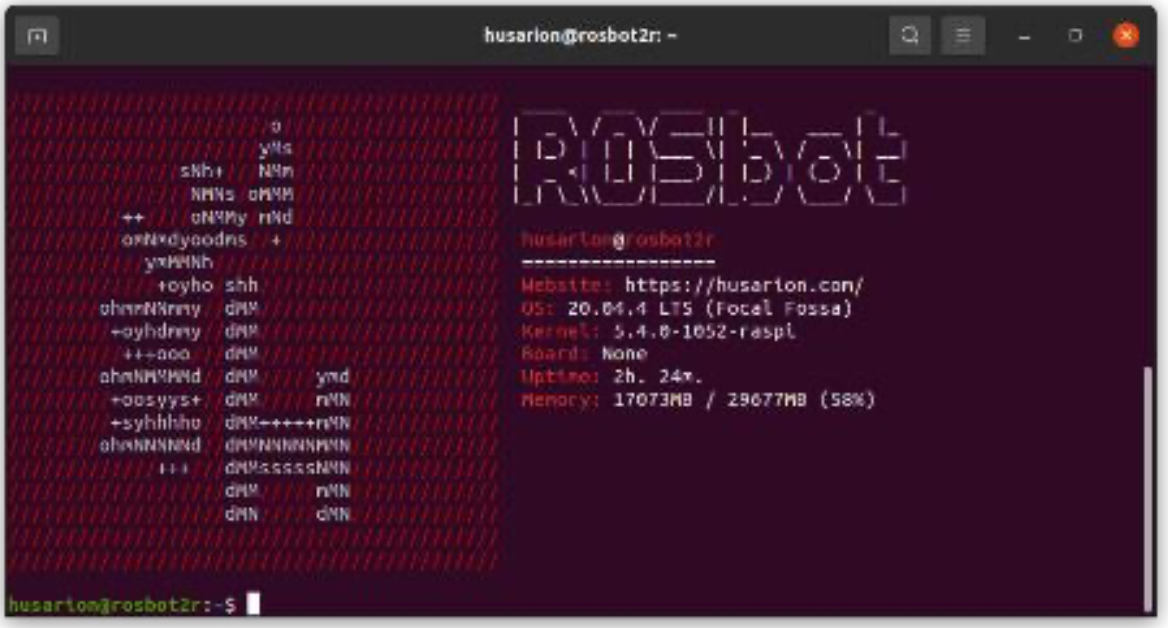 husarion@rosbot2r: ~
o
yMs
sNh+ NMm
NMNs oMMM
++ oNMMy mNd
omNmdyoodms +
ymMMNh
+oyho shh
ohmmNNmmy dMM
+oyhdmmy dMM
+++ooo dMM
ohmNMMMMd dMM ymd
+oosyys+ dMM mMN
+syhhhho dMM+++++mMN
ohmNNNNNd dMMNNNNNMMN
+++ dMMsssssNMN
dMM mMN
dMN dMN
ROSbot
husarion@rosbot2r
-----------------
Website: https://husarion.com/
OS: 20.04.4 LTS (Focal Fossa)
Kernel: 5.4.0-1052-raspi
Board: None
Uptime: 2h. 24m.
Memory: 17073MB / 29677MB (58%)
husarion@rosbot2r:~$